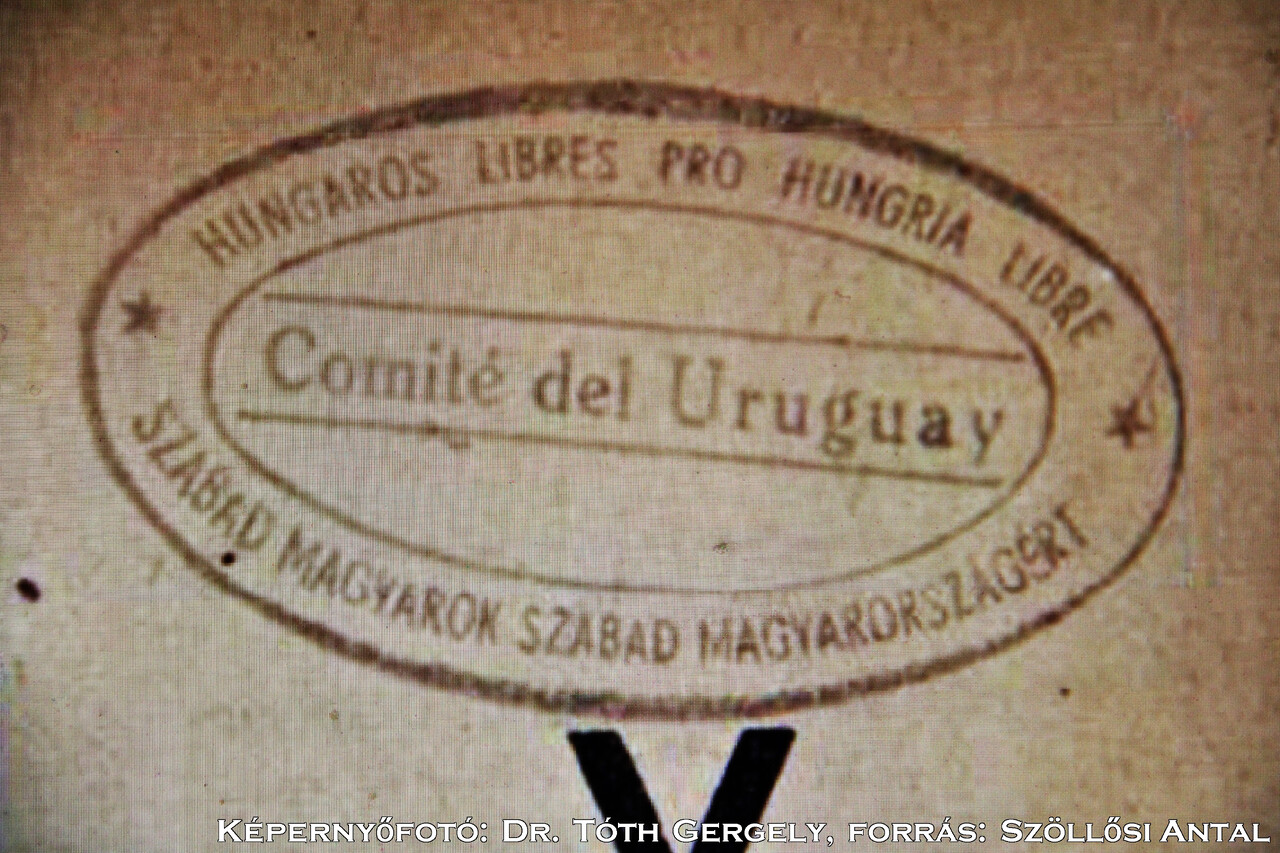 HUNGAROS LIBRES PRO HUNGRIA LIBRE
Comité del Uruguay
SZABAD MAGYAROK SZABAD MAGYARORSZÁGÉRT
V
KÉPERNYŐFOTÓ: DR. TÓTH GERGELY, FORRÁS: SZÖLLŐSI ANTAL